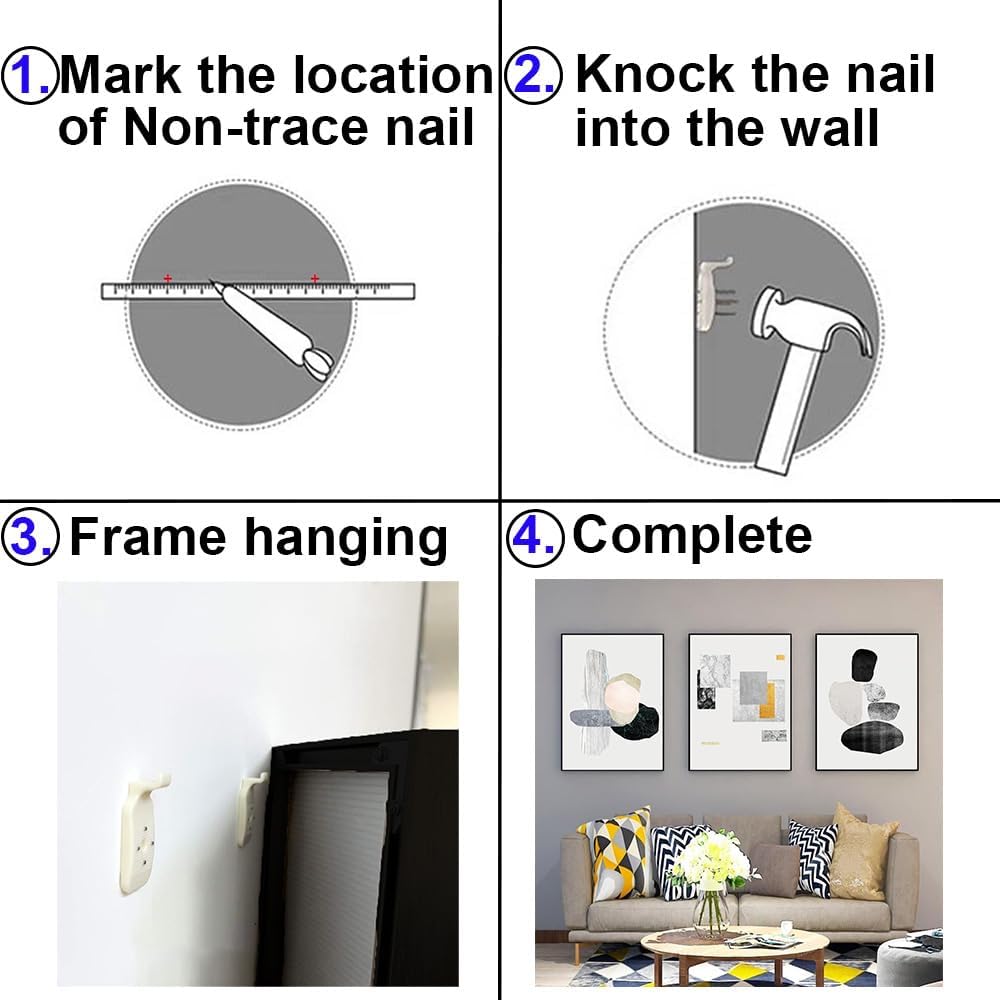 1. Mark the location
of Non-trace nail
2. Knock the nail
into the wall
3. Frame hanging
4. Complete